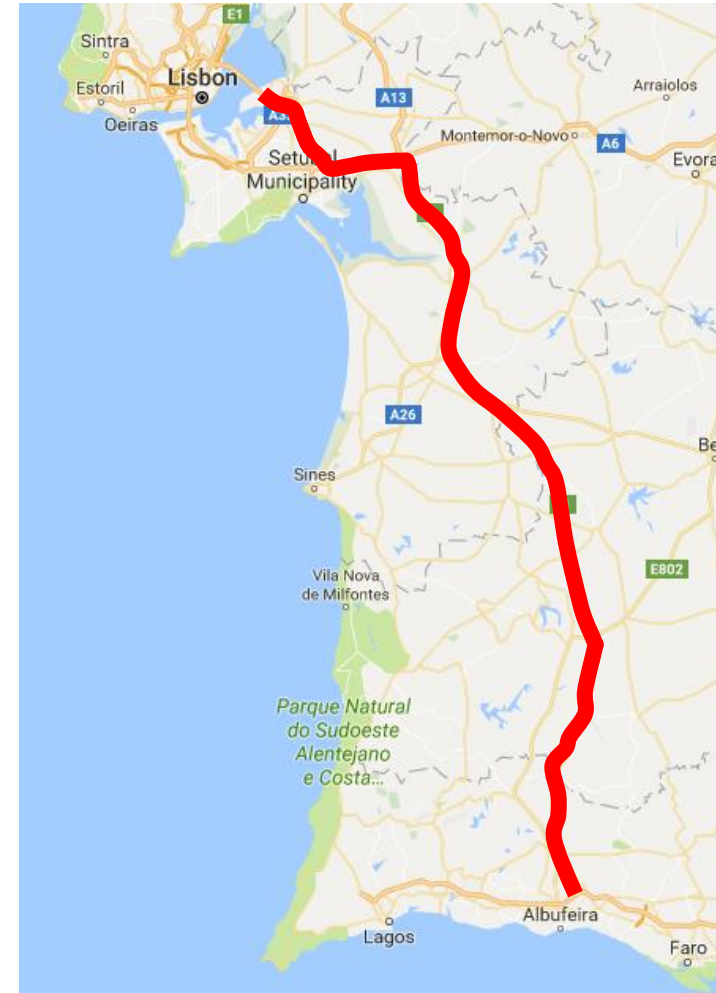 E1
Sintra
Lisbon
Estoril
A13
Arraiolos
Oeiras
Montemor-o-Novo
A6
Evora
Municipality
A26
Be
Sines
E802
Vila Nova
de Milfontes
Parque Natural
do Sudoeste
Alentejano
e Costa...
Albufeira
Lagos
Faro